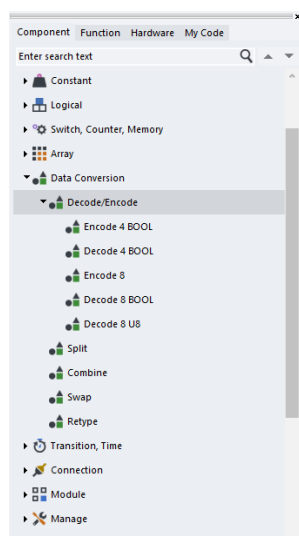 Component Function Hardware My Code
Enter search text
Constant
Logical
Switch, Counter, Memory
Array
Data Conversion
Decode/Encode
Encode 4 BOOL
Decode 4 BOOL
Encode 8
Decode 8 BOOL
Decode 8 U8
Split
Combine
Swap
Retype
Transition, Time
Connection
Module
Manage